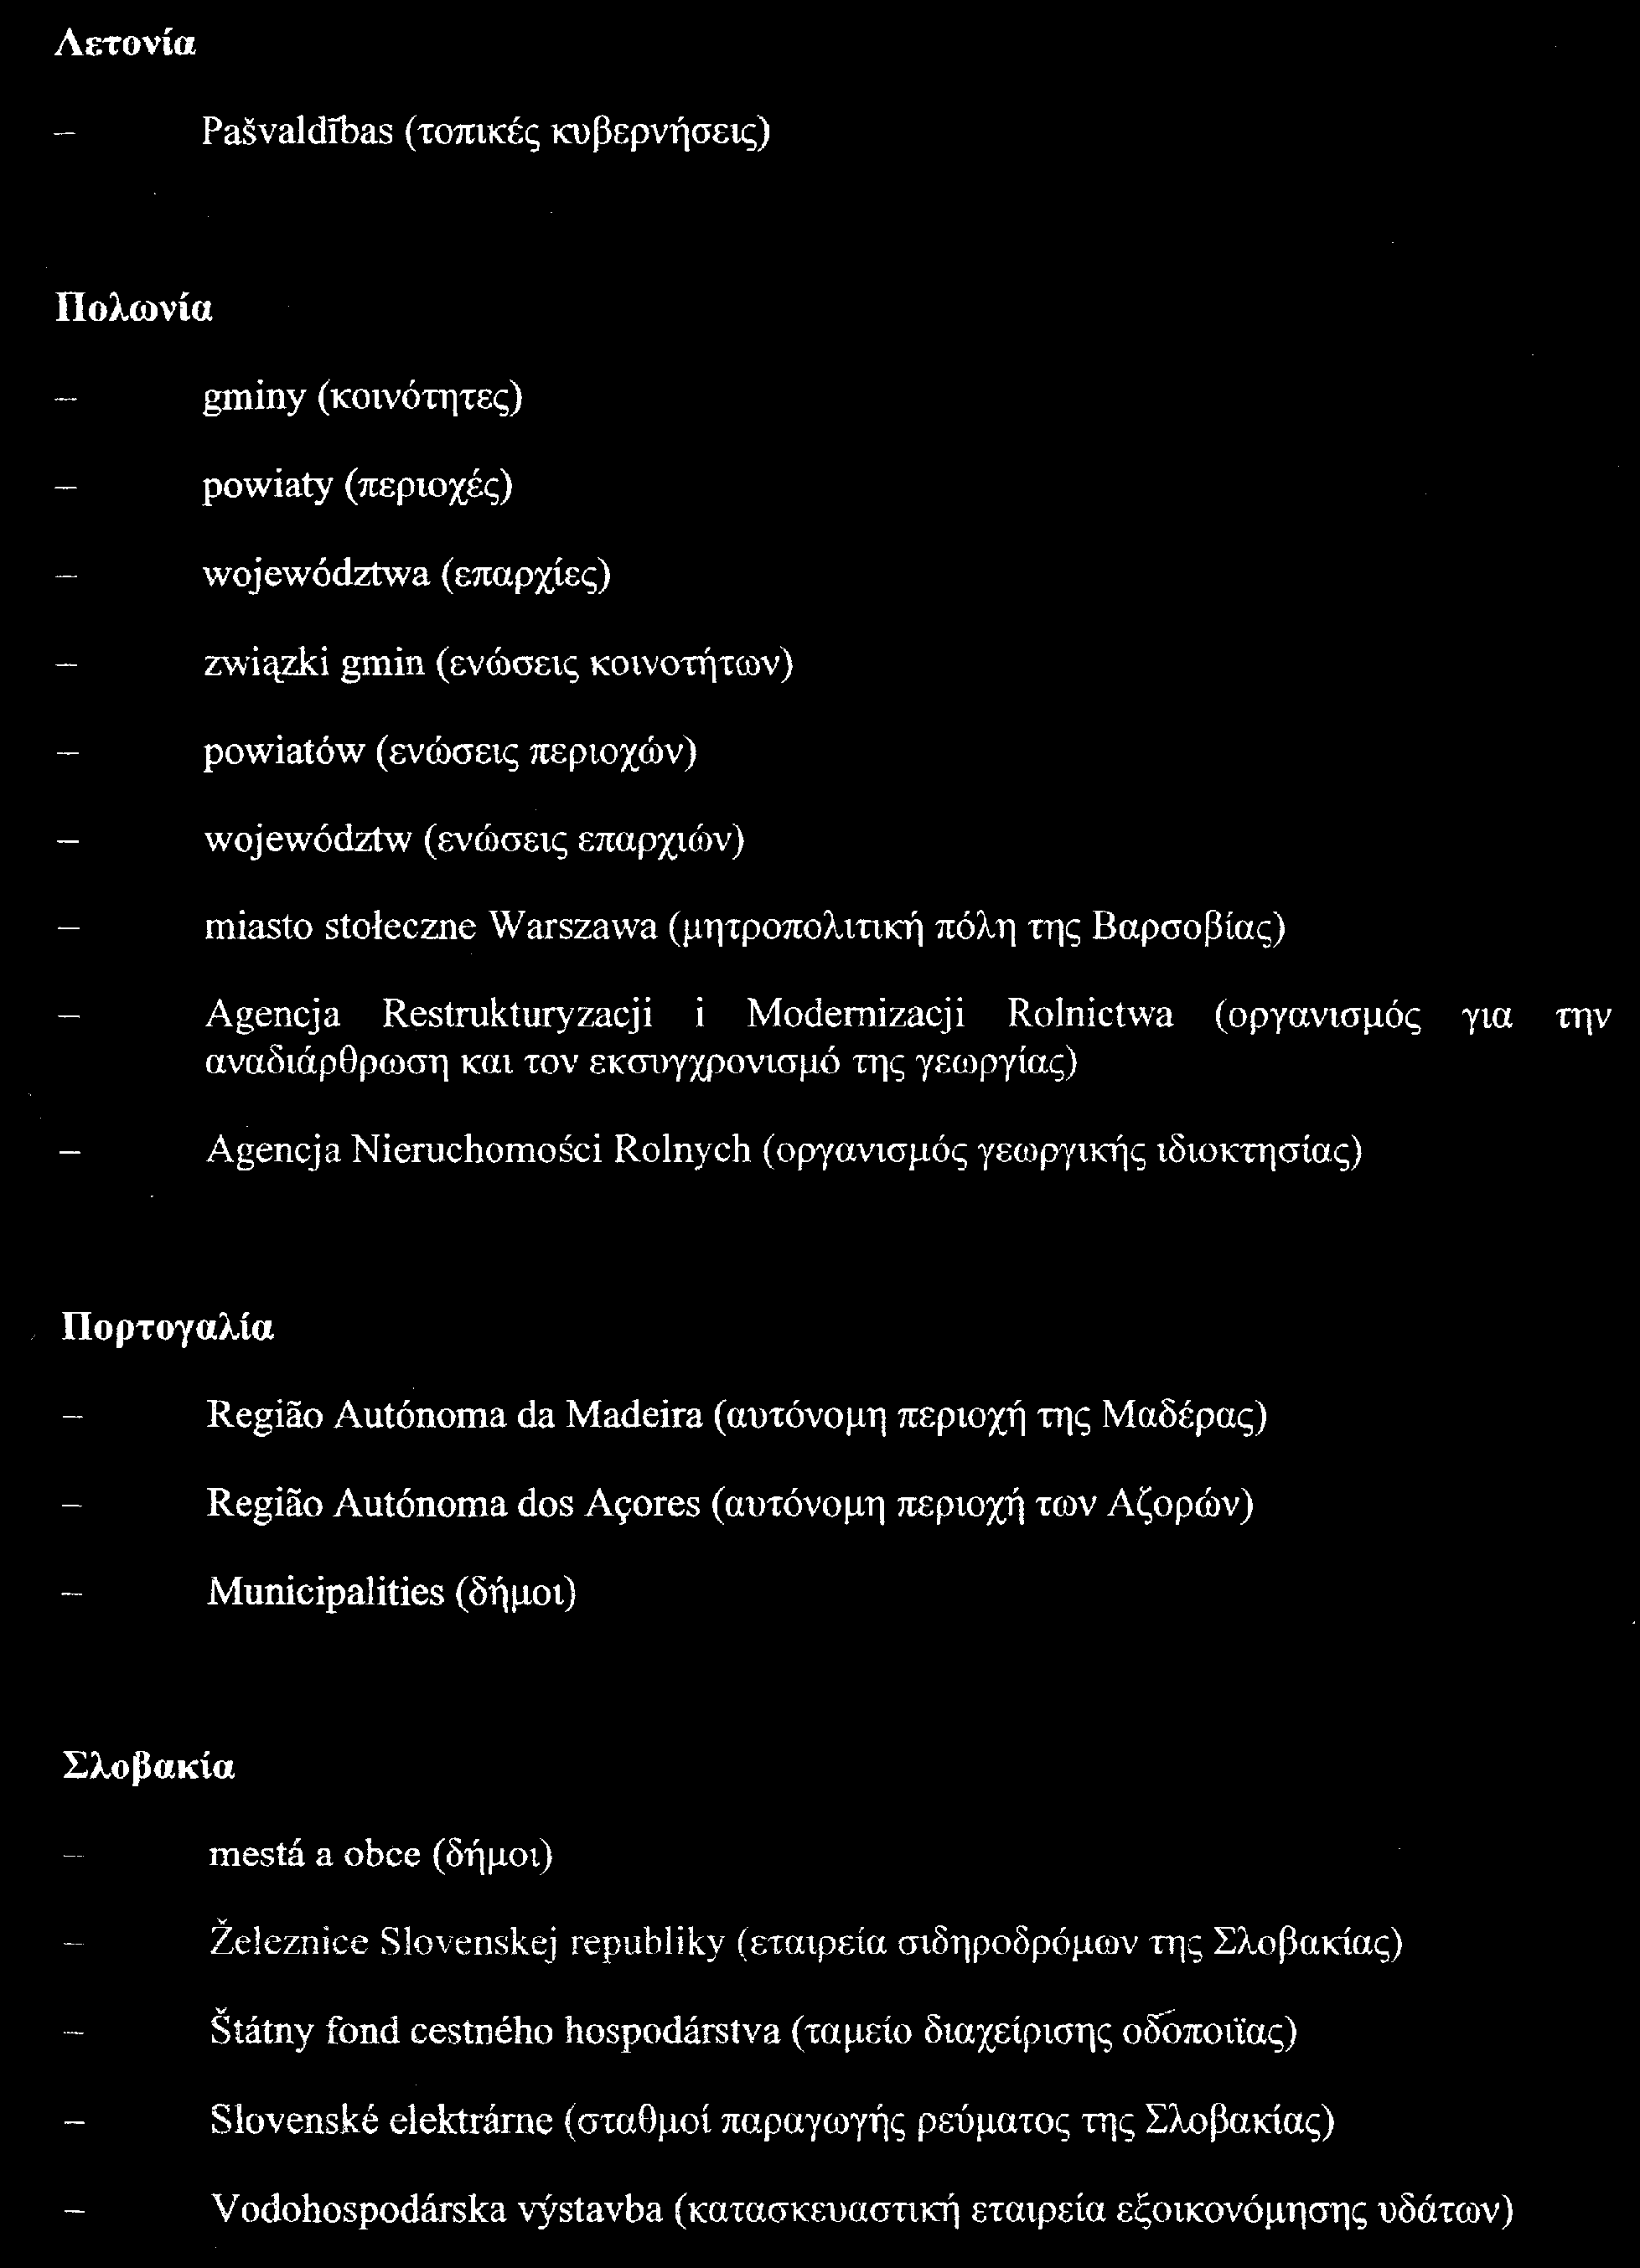 Λετονία
– Pašvaldības (τοπικές κυβερνήσεις)
Πολωνία
– gminy (κοινότητες)
– powiaty (περιοχές)
– województwa (επαρχίες)
– związki gmin (ενώσεις κοινοτήτων)
– powiatów (ενώσεις περιοχών)
– województw (ενώσεις επαρχιών)
– miasto stołeczne Warszawa (μητροπολιτική πόλη της Βαρσοβίας)
– Agencja Restrukturyzacji i Modernizacji Rolnictwa (οργανισμός για την
αναδιάρθρωση και τον εκσυγχρονισμό της γεωργίας)
– Agencja Nieruchomości Rolnych (οργανισμός γεωργικής ιδιοκτησίας)
Πορτογαλία
– Região Autónoma da Madeira (αυτόνομη περιοχή της Μαδέρας)
– Região Autónoma dos Açores (αυτόνομη περιοχή των Αζορών)
– Municipalities (δήμοι)
Σλοβακία
– mestá a obce (δήμοι)
– Železnice Slovenskej republiky (εταιρεία σιδηροδρόμων της Σλοβακίας)
– Štátny fond cestného hospodárstva (ταμείο διαχείρισης οδοποιΐας)
– Slovenské elektrárne (σταθμοί παραγωγής ρεύματος της Σλοβακίας)
– Vodohospodárska výstavba (κατασκευαστική εταιρεία εξοικονόμησης υδάτων)